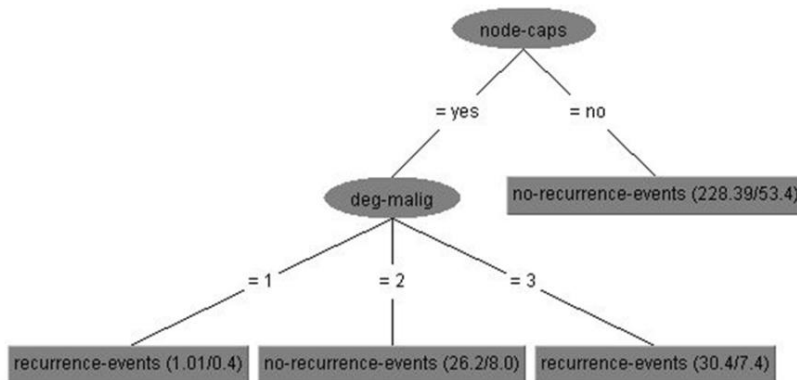 node-caps
= yes
= no
deg-malig
no-recurrence-events (228.39/53.4)
= 1
= 2
= 3
recurrence-events (1.01/0.4)
no-recurrence-events (26.2/8.0)
recurrence-events (30.4/7.4)